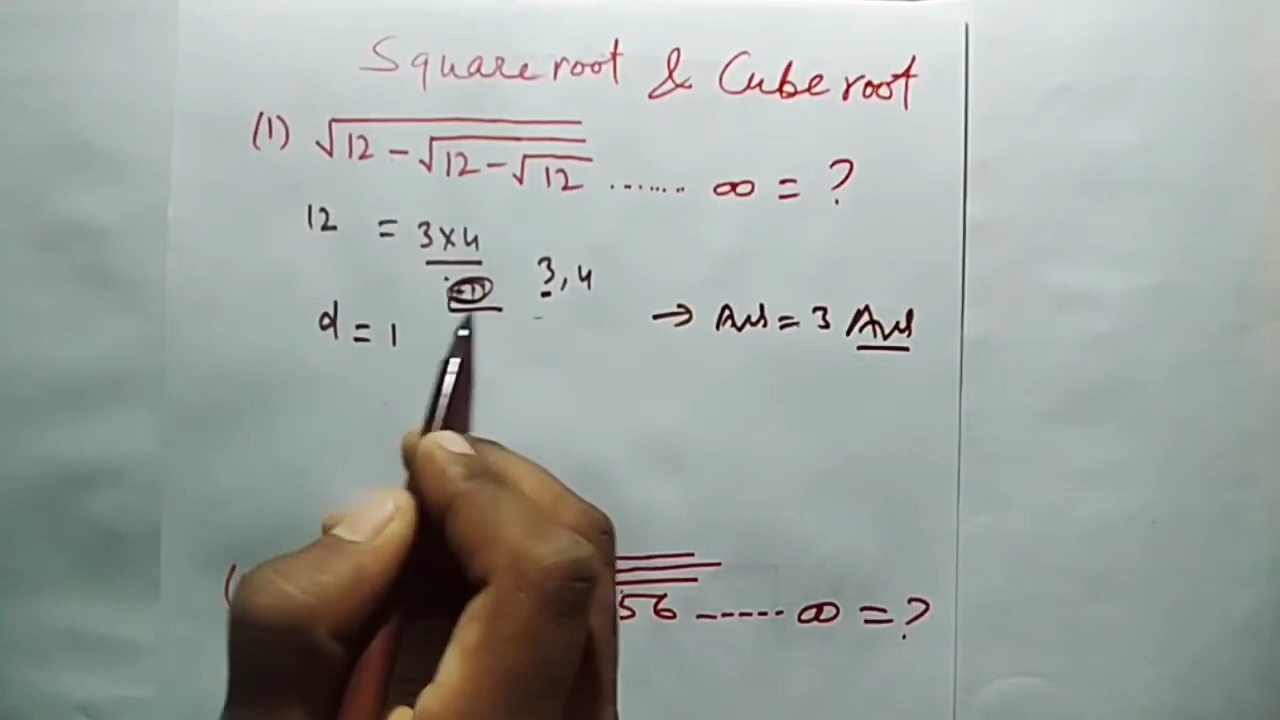 Square root & Cube root
(1) √12 - √12 - √12 ....... ∞ = ?
12 = 3×4
3, 4
d = 1
→ Ans = 3 Ans
( 56 ------ ∞ = ?